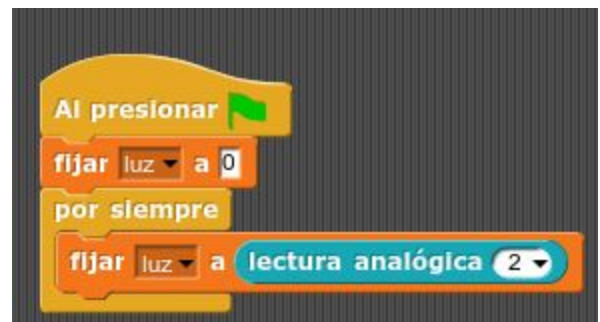 Al presionar
fijar luz a 0
por siempre
fijar luz a lectura analógica 2